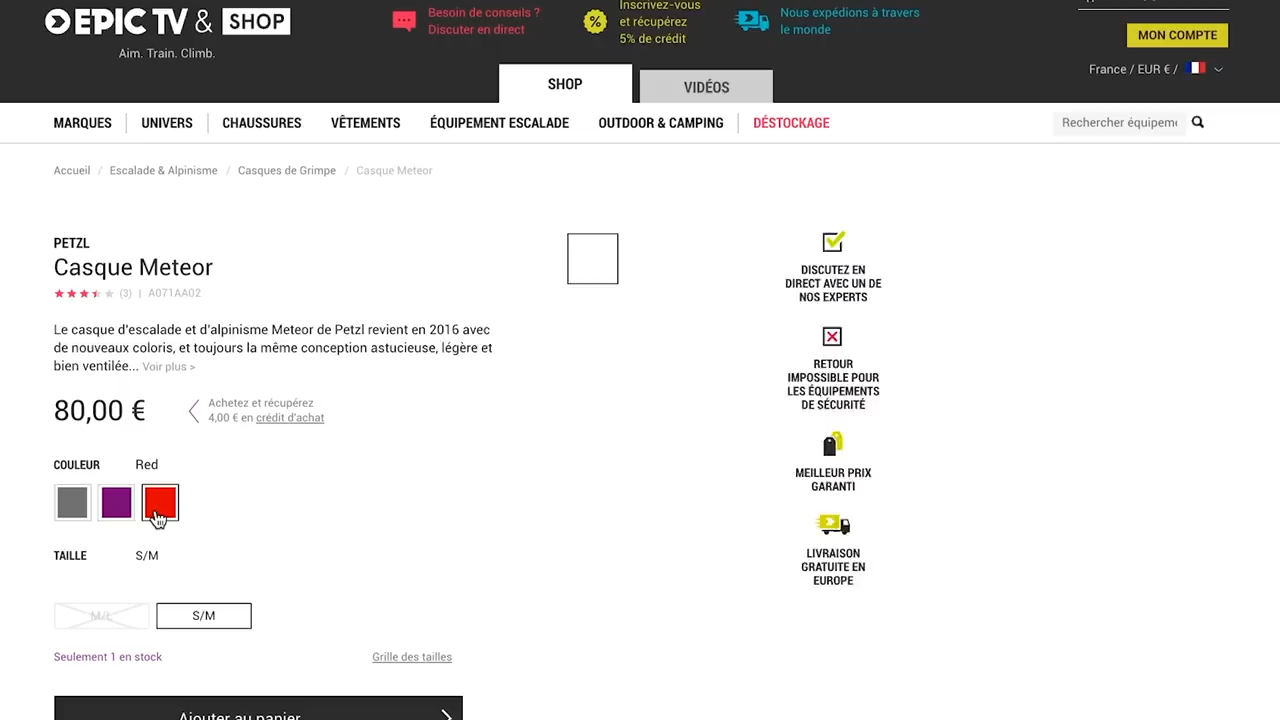 EPIC TV & SHOP
Aim. Train. Climb.
Besoin de conseils ?
Discuter en direct
%
Inscrivez-vous
et récupérez
5% de crédit
Nous expédions à travers
le monde
MON COMPTE
France / EUR € /
SHOP
VIDÉOS
MARQUES
UNIVERS
CHAUSSURES
VÊTEMENTS
ÉQUIPEMENT ESCALADE
OUTDOOR & CAMPING
DÉSTOCKAGE
Rechercher équipeme
Accueil / Escalade & Alpinisme / Casques de Grimpe / Casque Meteor
PETZL
Casque Meteor
(3) | A071AA02
Le casque d'escalade et d'alpinisme Meteor de Petzl revient en 2016 avec
de nouveaux coloris, et toujours la même conception astucieuse, légère et
bien ventilée... Voir plus >
80,00 €
Achetez et récupérez
4,00 € en crédit d'achat
COULEUR Red
TAILLE S/M
M/L
S/M
Seulement 1 en stock
Grille des tailles
Ajouter au panier
DISCUTEZ EN
DIRECT AVEC UN DE
NOS EXPERTS
RETOUR
IMPOSSIBLE POUR
LES ÉQUIPEMENTS
DE SÉCURITÉ
MEILLEUR PRIX
GARANTI
LIVRAISON
GRATUITE EN
EUROPE